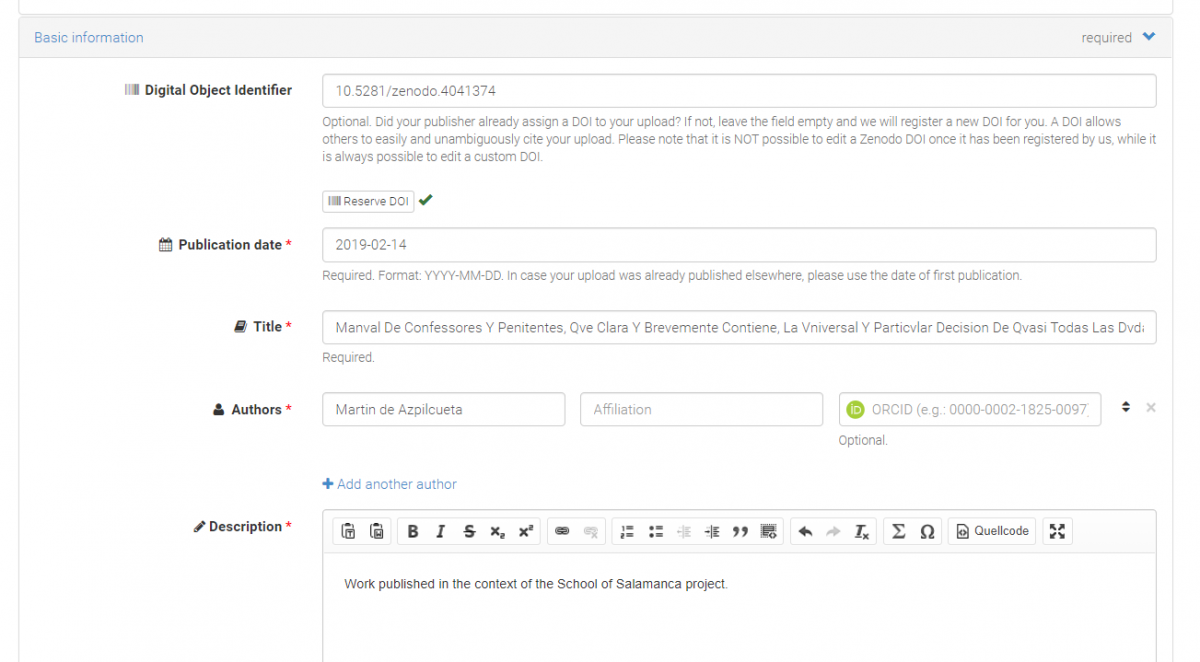 Basic information required
Digital Object Identifier 10.5281/zenodo.4041374
Optional. Did your publisher already assign a DOI to your upload? If not, leave the field empty and we will register a new DOI for you. A DOI allows
others to easily and unambiguously cite your upload. Please note that it is NOT possible to edit a Zenodo DOI once it has been registered by us, while it
is always possible to edit a custom DOI.
Reserve DOI
Publication date * 2019-02-14
Required. Format: YYYY-MM-DD. In case your upload was already published elsewhere, please use the date of first publication.
Title * Manval De Confessores Y Penitentes, Qve Clara Y Brevemente Contiene, La Vniversal Y Particvlar Decision De Qvasi Todas Las Dvda
Required.
Authors * Martin de Azpilcueta Affiliation iD ORCID (e.g.: 0000-0002-1825-0097)
Optional.
Add another author
Description * B I S x₂ x² Ix Σ Ω Quellcode
Work published in the context of the School of Salamanca project.